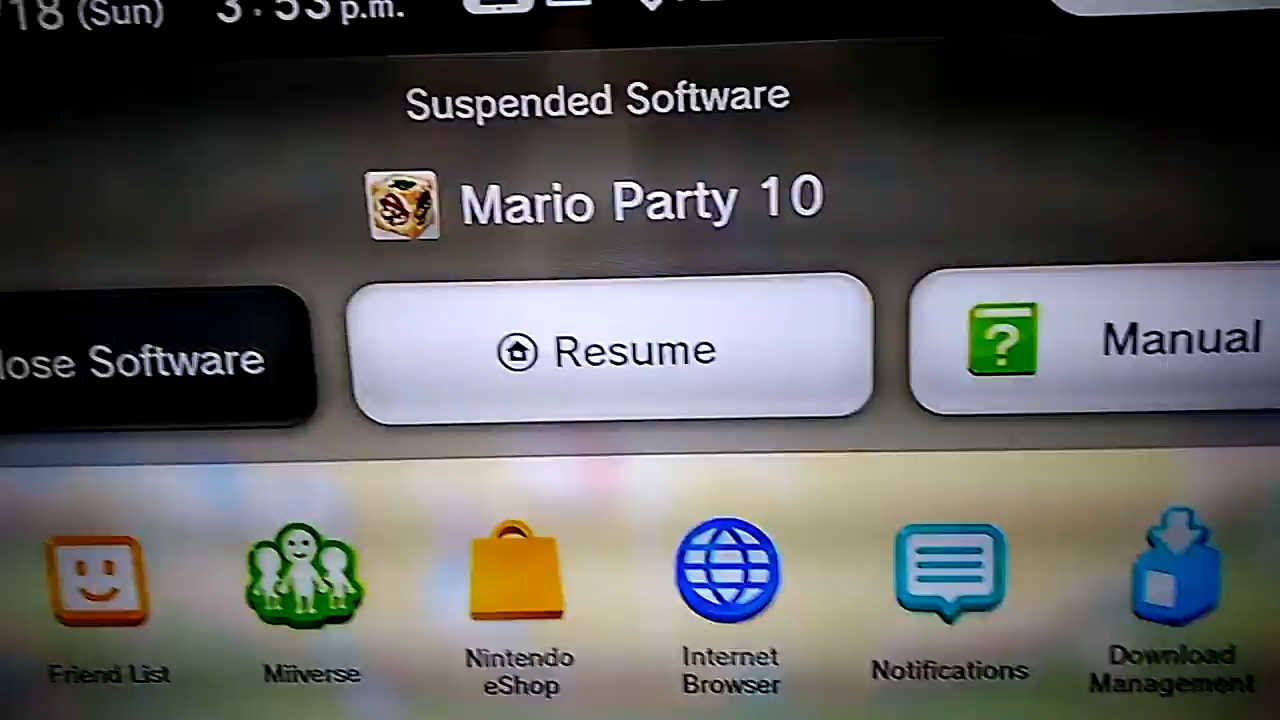 18 (Sun) 3:53 p.m.
Suspended Software
Mario Party 10
lose Software
Resume
Manual
Friend List
Miiverse
Nintendo
eShop
Internet
Browser
Notifications
Download
Management